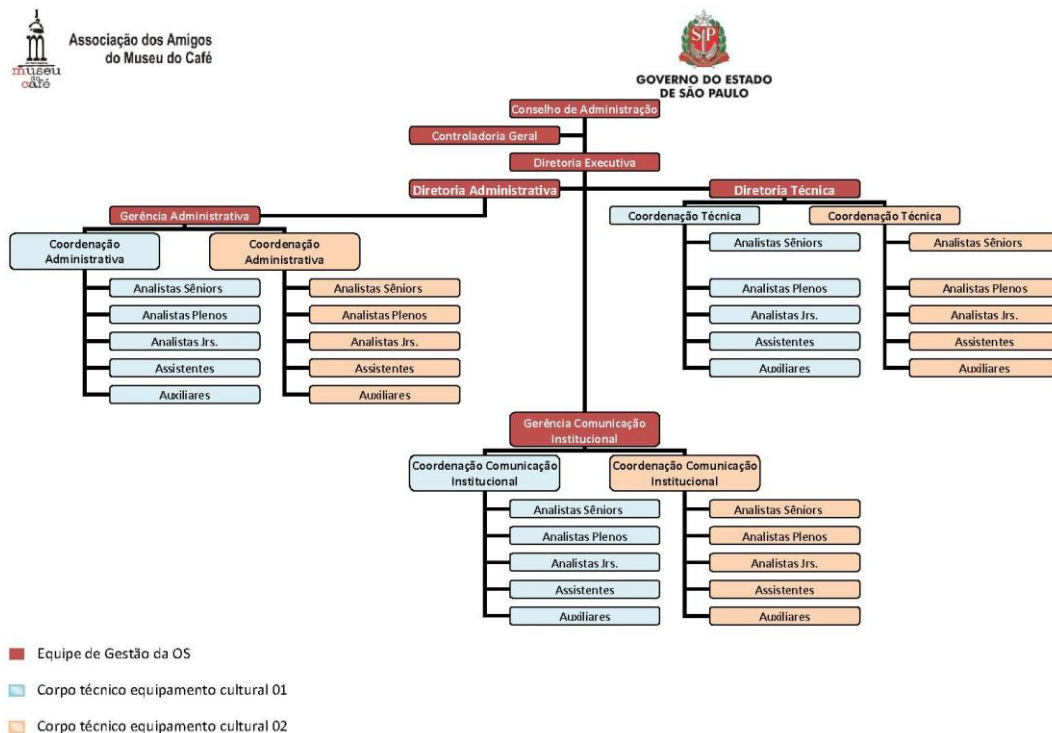 Associação dos Amigos
do Museu do Café
museu
do
café
SP
GOVERNO DO ESTADO
DE SÃO PAULO
Conselho de Administração
Controladoria Geral
Diretoria Executiva
Diretoria Administrativa
Diretoria Técnica
Gerência Administrativa
Coordenação
Administrativa
Analistas Sêniors
Analistas Plenos
Analistas Jrs.
Assistentes
Auxiliares
Coordenação
Administrativa
Analistas Sêniors
Analistas Plenos
Analistas Jrs.
Assistentes
Auxiliares
Coordenação Técnica
Analistas Sêniors
Analistas Plenos
Analistas Jrs.
Assistentes
Auxiliares
Coordenação Técnica
Analistas Sêniors
Analistas Plenos
Analistas Jrs.
Assistentes
Auxiliares
Gerência Comunicação
Institucional
Coordenação Comunicação
Institucional
Analistas Sêniors
Analistas Plenos
Analistas Jrs.
Assistentes
Auxiliares
Coordenação Comunicação
Institucional
Analistas Sêniors
Analistas Plenos
Analistas Jrs.
Assistentes
Auxiliares
Equipe de Gestão da OS
Corpo técnico equipamento cultural 01
Corpo técnico equipamento cultural 02